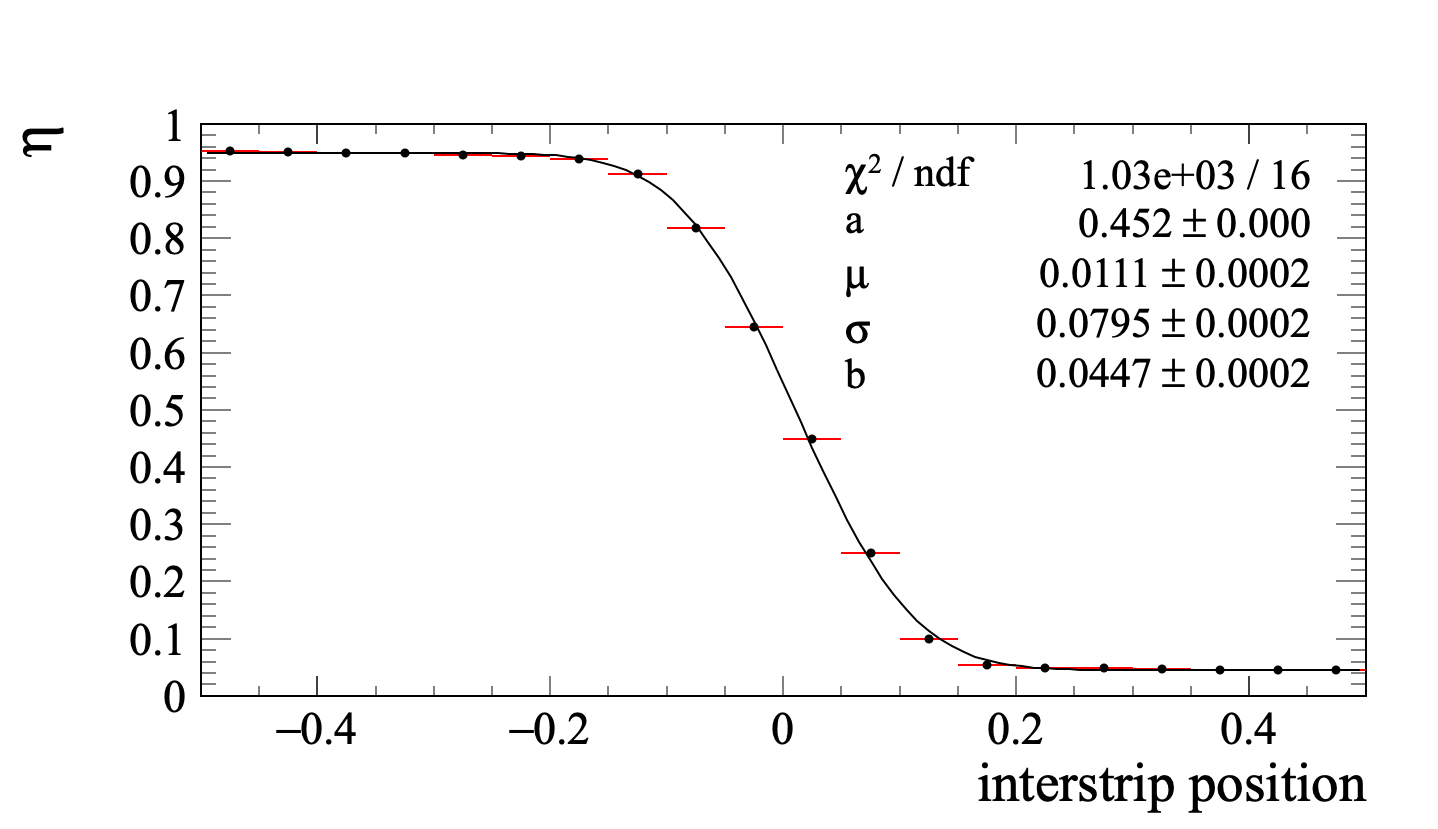 η
1
0.9
0.8
0.7
0.6
0.5
0.4
0.3
0.2
0.1
0
χ² / ndf 1.03e+03 / 16
a 0.452 ± 0.000
μ 0.0111 ± 0.0002
σ 0.0795 ± 0.0002
b 0.0447 ± 0.0002
−0.4 −0.2 0 0.2 0.4
interstrip position